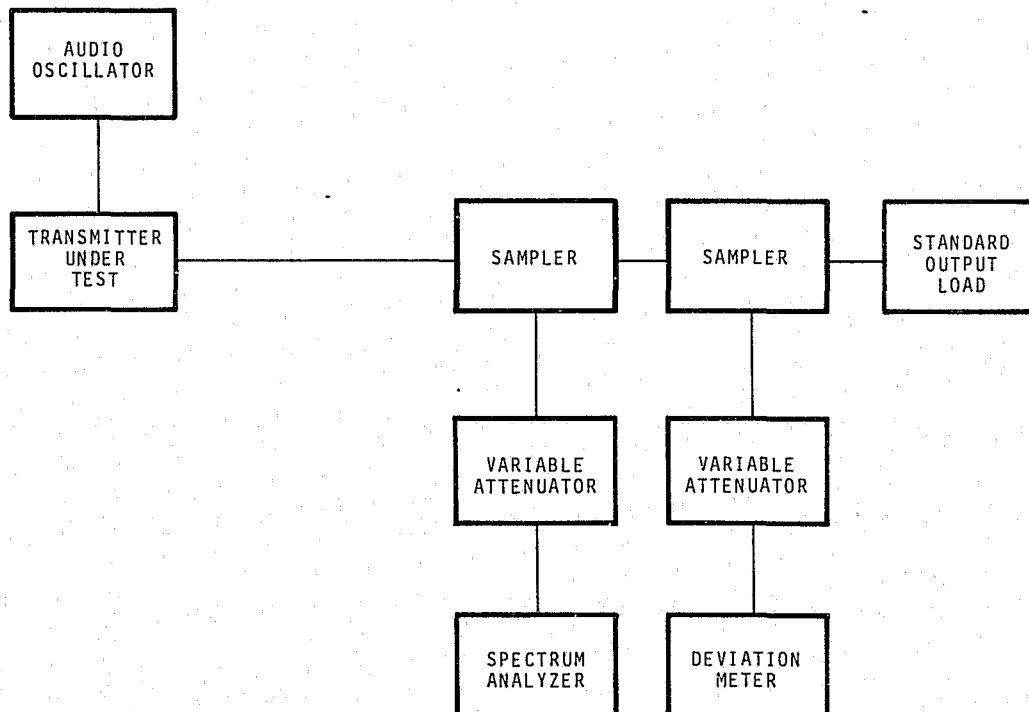 AUDIO
OSCILLATOR
TRANSMITTER
UNDER
TEST
SAMPLER
SAMPLER
STANDARD
OUTPUT
LOAD
VARIABLE
ATTENUATOR
VARIABLE
ATTENUATOR
SPECTRUM
ANALYZER
DEVIATION
METER